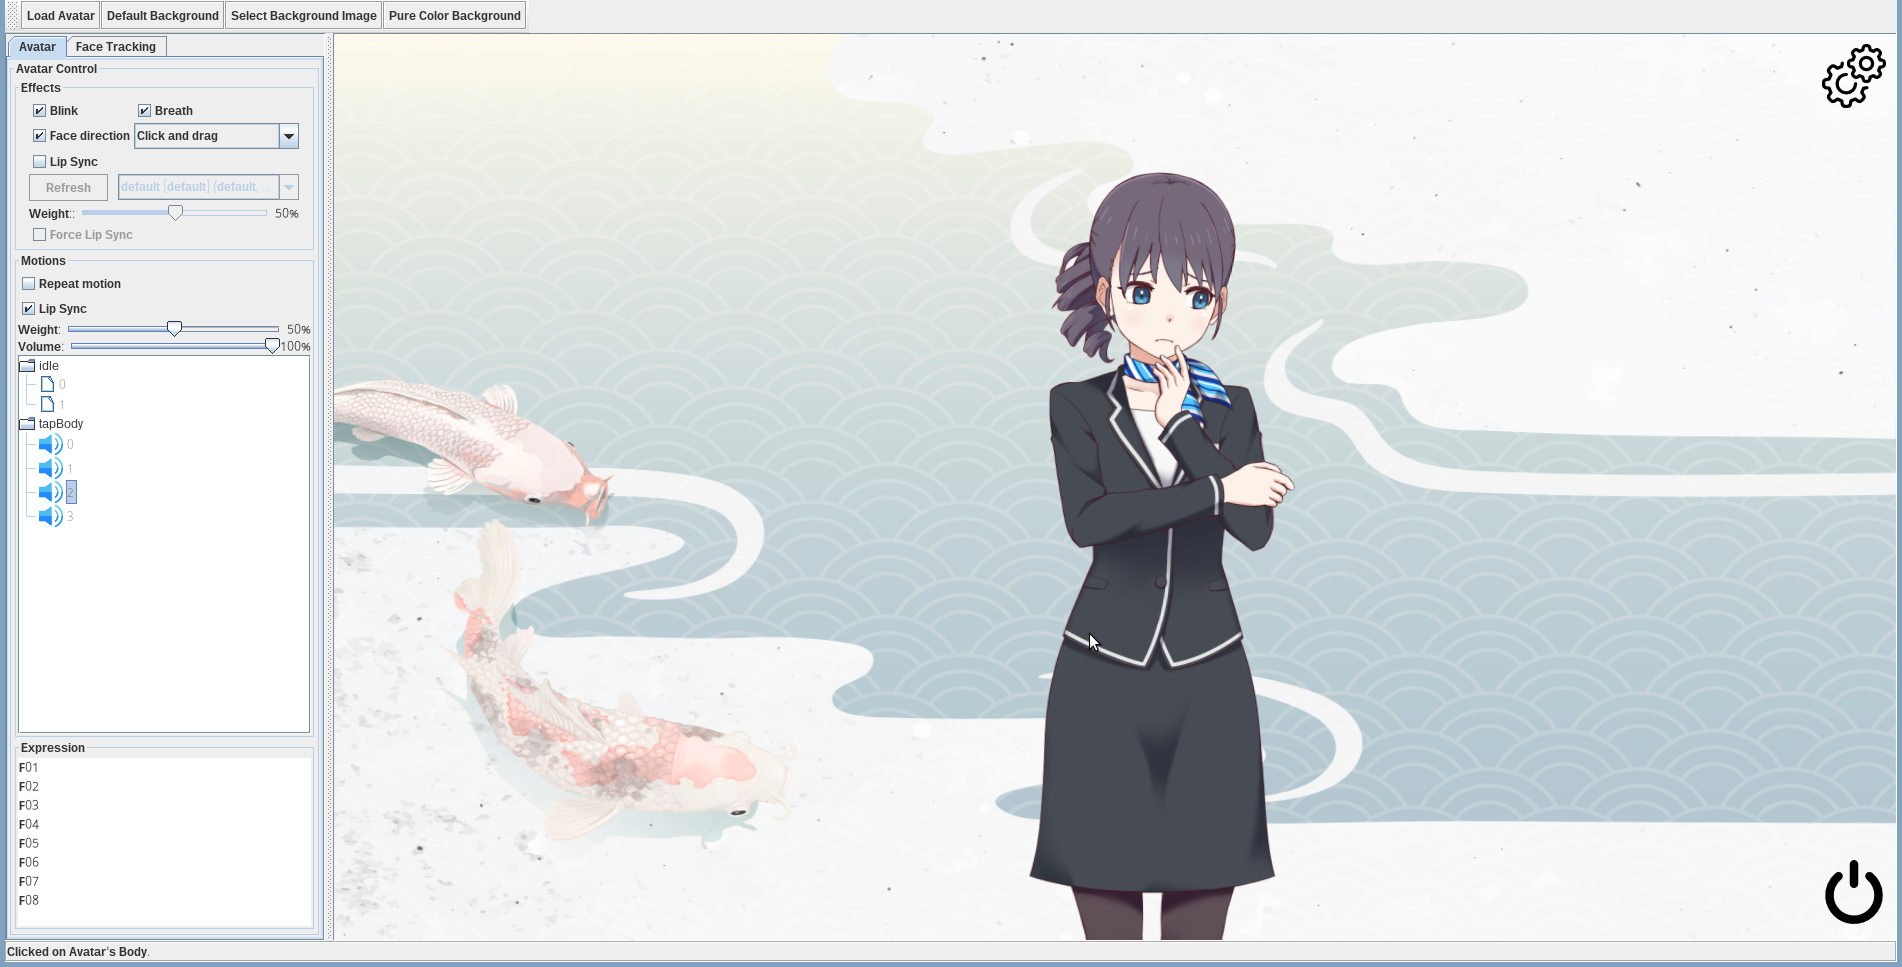 Load Avatar Default Background Select Background Image Pure Color Background
Avatar Face Tracking
Avatar Control
Effects
Blink Breath
Face direction Click and drag
Lip Sync
Refresh default [default] (default, ...
Weight:: 50%
Force Lip Sync
Motions
Repeat motion
Lip Sync
Weight: 50%
Volume: 100%
idle
0
1
tapBody
0
1
2
3
Expression
F01
F02
F03
F04
F05
F06
F07
F08
Clicked on Avatar's Body.